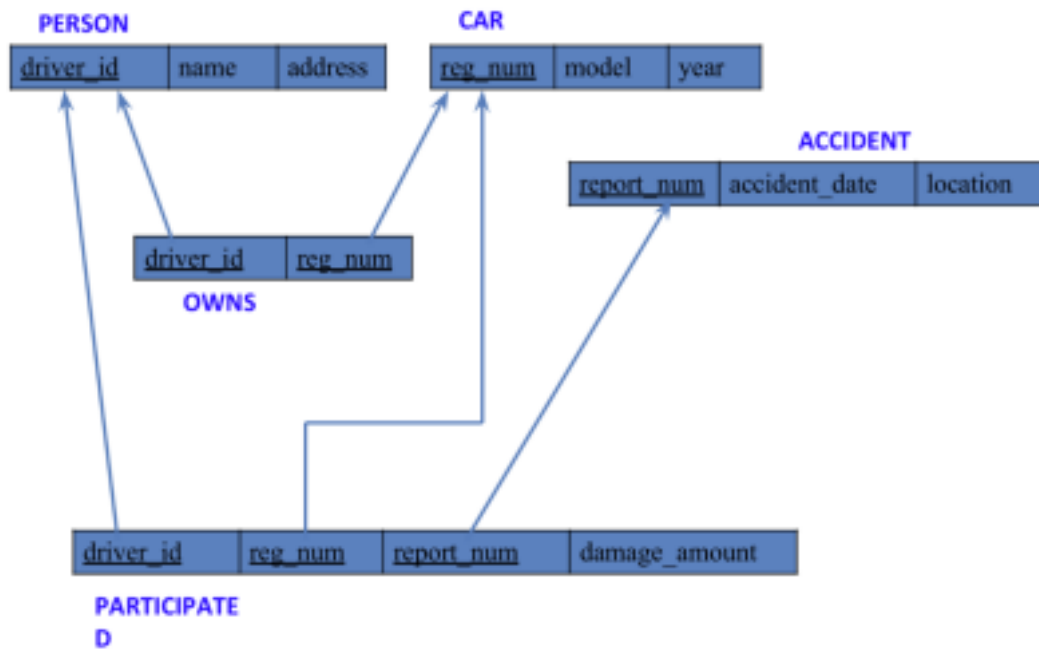 PERSON
CAR
driver_id name address
reg_num model year
ACCIDENT
report_num accident_date location
driver_id reg_num
OWNS
driver_id reg_num report_num damage_amount
PARTICIPATE
D